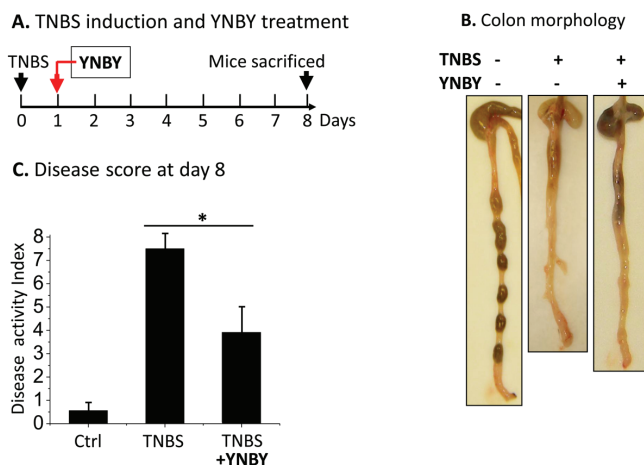 A. TNBS induction and YNBY treatment
TNBS
YNBY
Mice sacrificed
0 1 2 3 4 5 6 7 8 Days
B. Colon morphology
TNBS - + +
YNBY - - +
C. Disease score at day 8
Disease activity Index
8
7
6
5
4
3
2
1
0
*
Ctrl TNBS TNBS
+YNBY